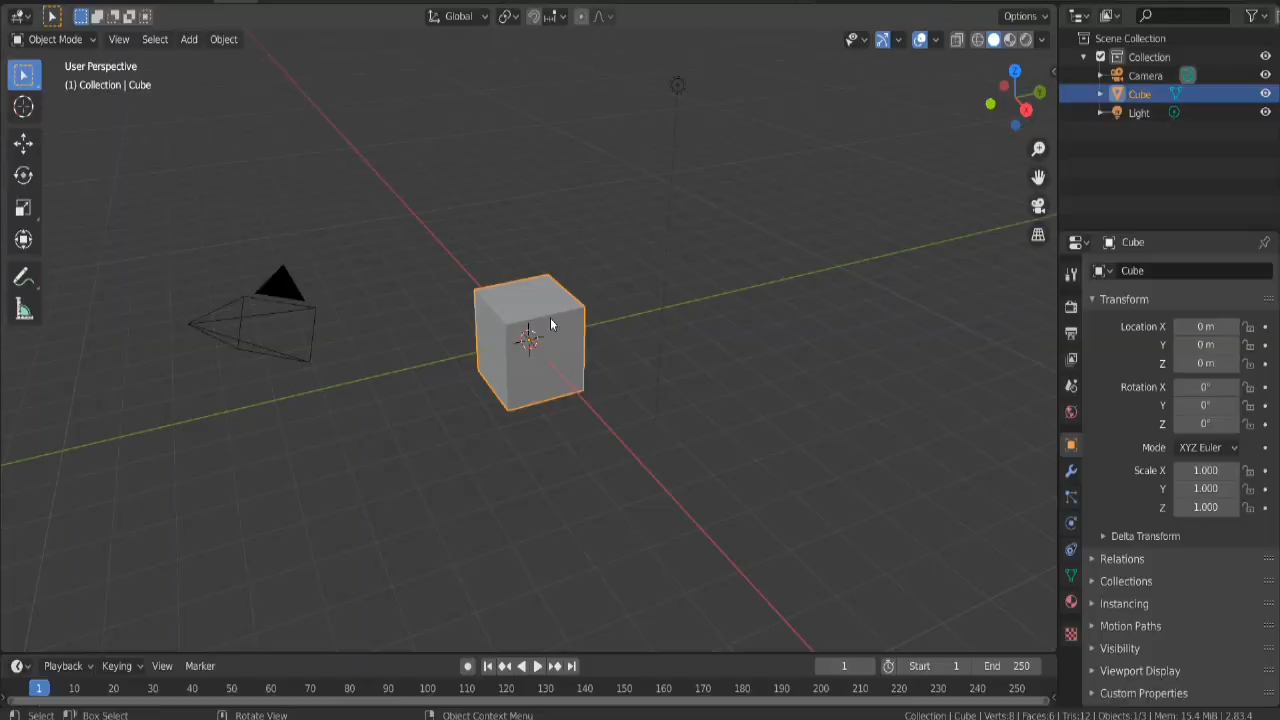 Global
Options
Object Mode
View
Select
Add
Object
User Perspective
(1) Collection | Cube
Z
Y
X
Scene Collection
Collection
Camera
Cube
Light
Cube
Cube
Transform
Location X 0 m
Y 0 m
Z 0 m
Rotation X 0°
Y 0°
Z 0°
Mode XYZ Euler
Scale X 1.000
Y 1.000
Z 1.000
Delta Transform
Relations
Collections
Instancing
Motion Paths
Visibility
Viewport Display
Custom Properties
Playback
Keying
View
Marker
1
Start 1
End 250
1 10 20 30 40 50 60 70 80 90 100 110 120 130 140 150 160 170 180 190 200 210 220 230 240 250
Select
Box Select
Rotate View
Object Context Menu
Collection | Cube | Verts:8 | Faces:6 | Tris:12 | Objects:1/3 | Mem: 15.4 MiB | 2.83.4